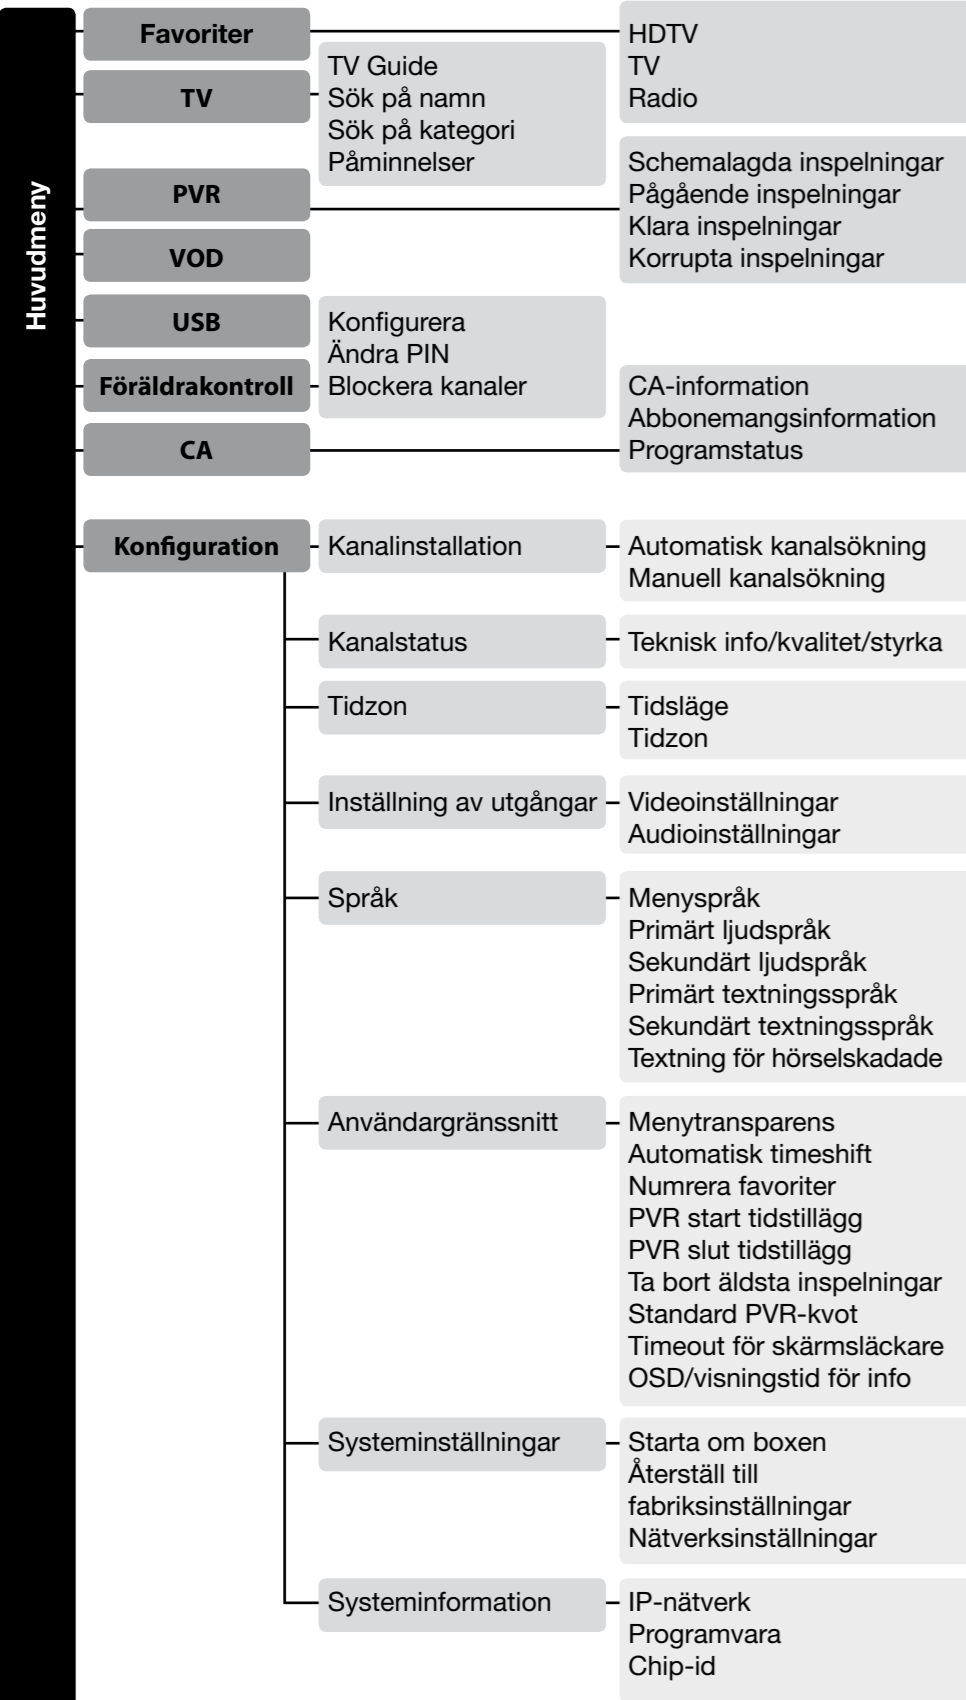 Huvudmeny
Favoriter
HDTV
TV
Radio
TV
TV Guide
Sök på namn
Sök på kategori
Påminnelser
PVR
Schemalagda inspelningar
Pågående inspelningar
Klara inspelningar
Korrupta inspelningar
VOD
USB
Föräldrakontroll
Konfigurera
Ändra PIN
Blockera kanaler
CA
CA-information
Abbonemangsinformation
Programstatus
Konfiguration
Kanalinstallation
Automatisk kanalsökning
Manuell kanalsökning
Kanalstatus
Teknisk info/kvalitet/styrka
Tidzon
Tidsläge
Tidzon
Inställning av utgångar
Videoinställningar
Audioinställningar
Språk
Menyspråk
Primärt ljudspråk
Sekundärt ljudspråk
Primärt textningsspråk
Sekundärt textningsspråk
Textning för hörselskadade
Användargränssnitt
Menytransparens
Automatisk timeshift
Numrera favoriter
PVR start tidstillägg
PVR slut tidstillägg
Ta bort äldsta inspelningar
Standard PVR-kvot
Timeout för skärmsläckare
OSD/visningstid för info
Systeminställningar
Starta om boxen
Återställ till
fabriksinställningar
Nätverksinställningar
Systeminformation
IP-nätverk
Programvara
Chip-id